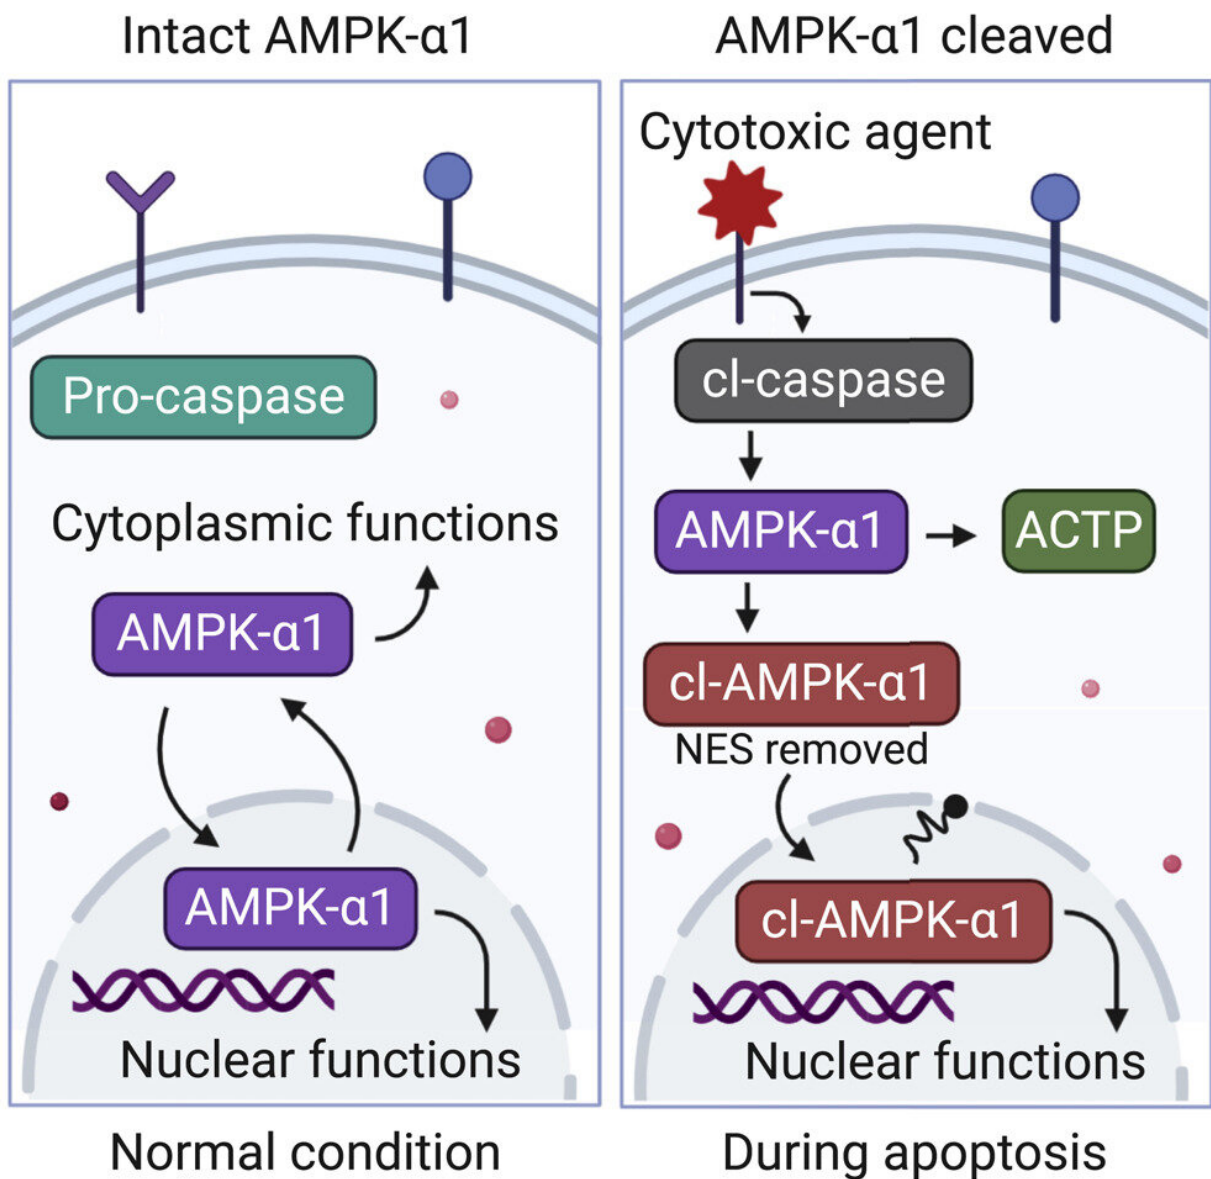 Intact AMPK-α1
Pro-caspase
Cytoplasmic functions
AMPK-α1
AMPK-α1
Nuclear functions
Normal condition
AMPK-α1 cleaved
Cytotoxic agent
cl-caspase
AMPK-α1
ACTP
cl-AMPK-α1
NES removed
cl-AMPK-α1
Nuclear functions
During apoptosis